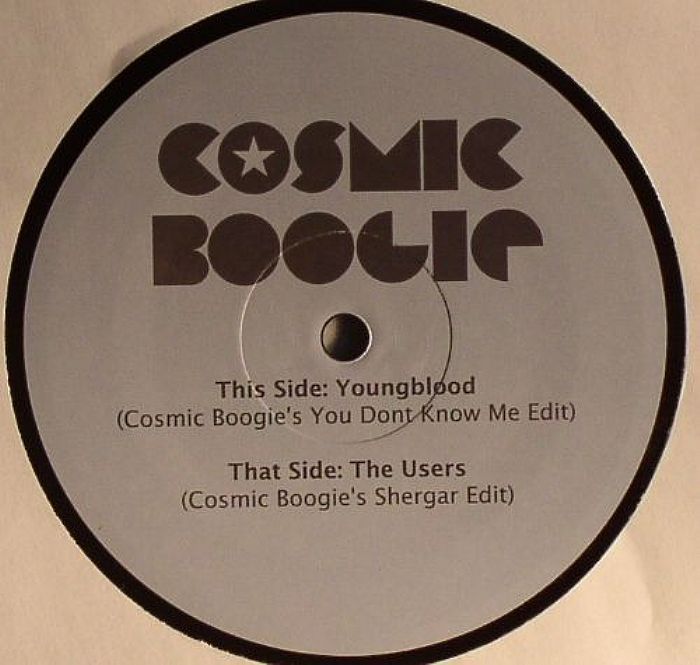 COSMIC
BOOGIE
This Side: Youngblood
(Cosmic Boogie's You Dont Know Me Edit)
That Side: The Users
(Cosmic Boogie's Shergar Edit)